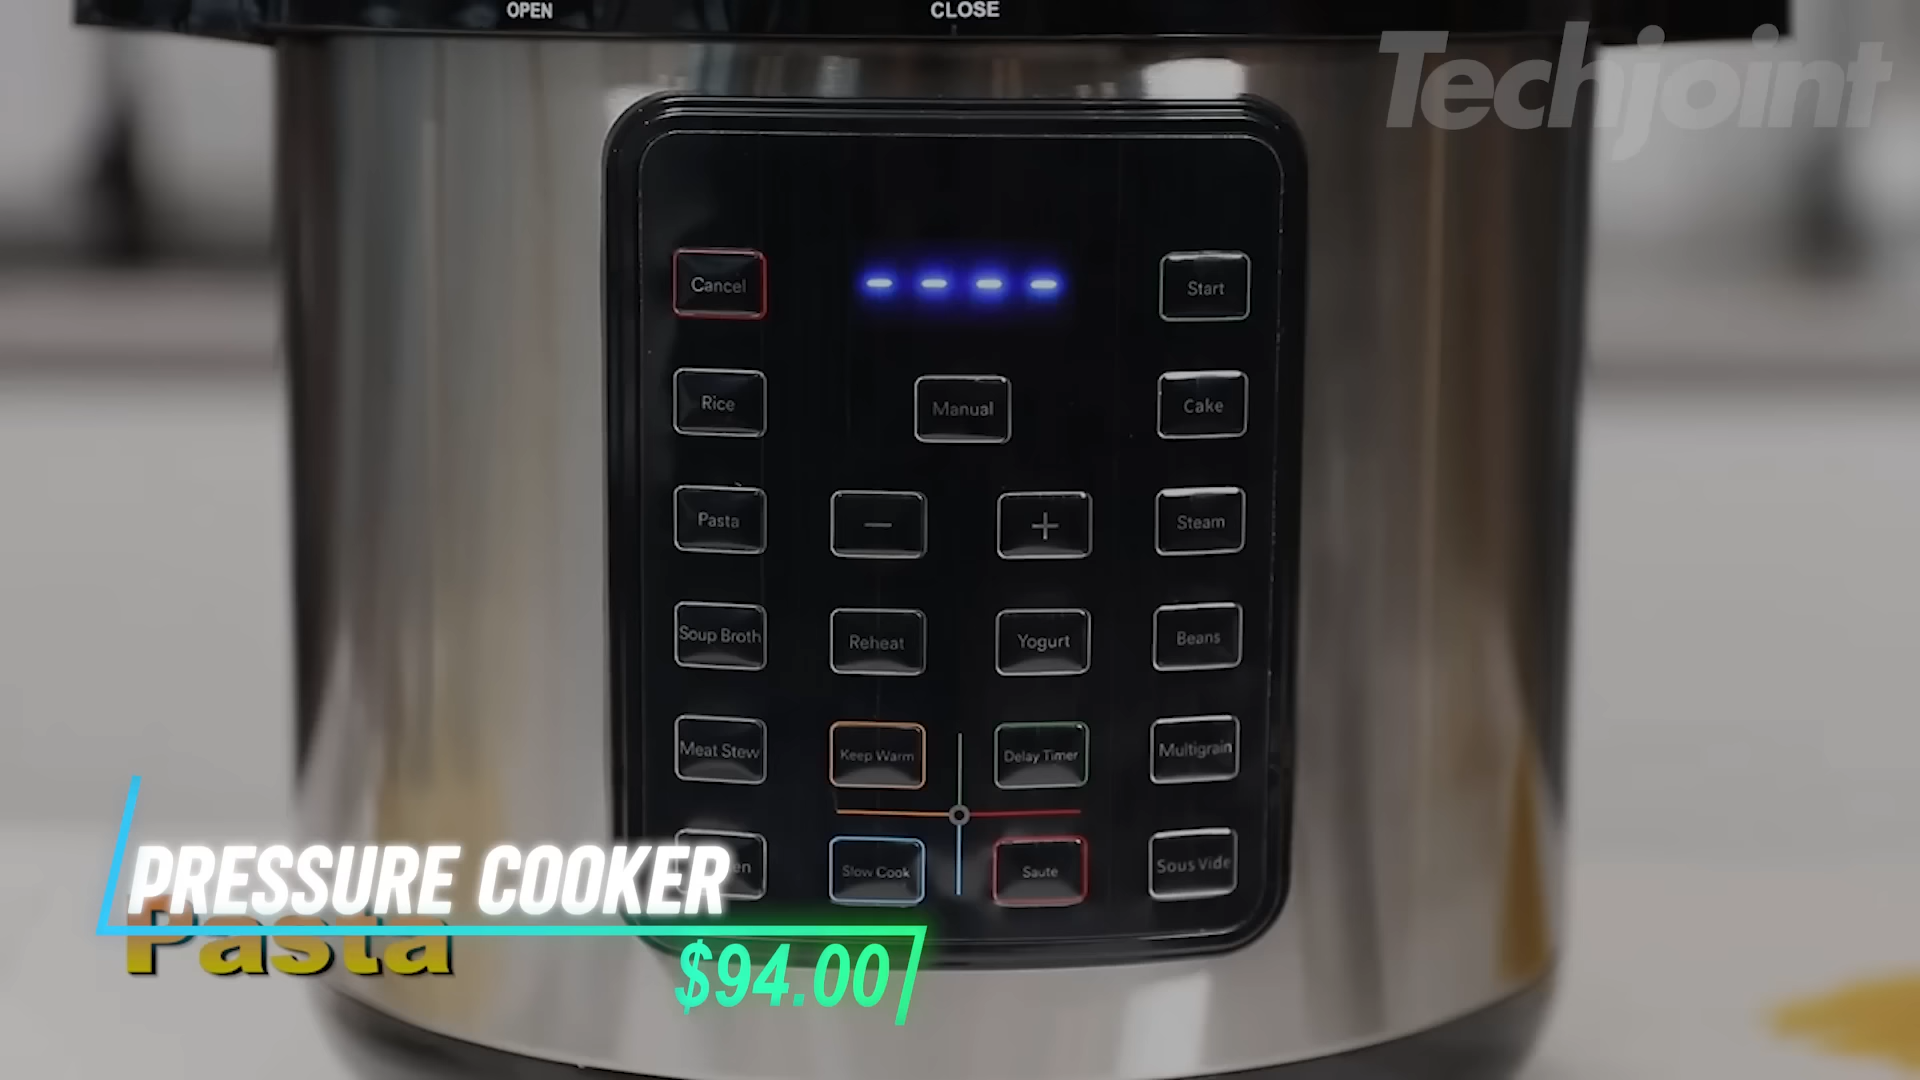 OPEN CLOSE
Techjoint
Cancel Start
Rice Manual Cake
Pasta − + Steam
Soup Broth Reheat Yogurt Beans
Meat Stew Keep Warm Delay Timer Multigrain
Slow Cook Saute Sous Vide
PRESSURE COOKER
Pasta
$94.00